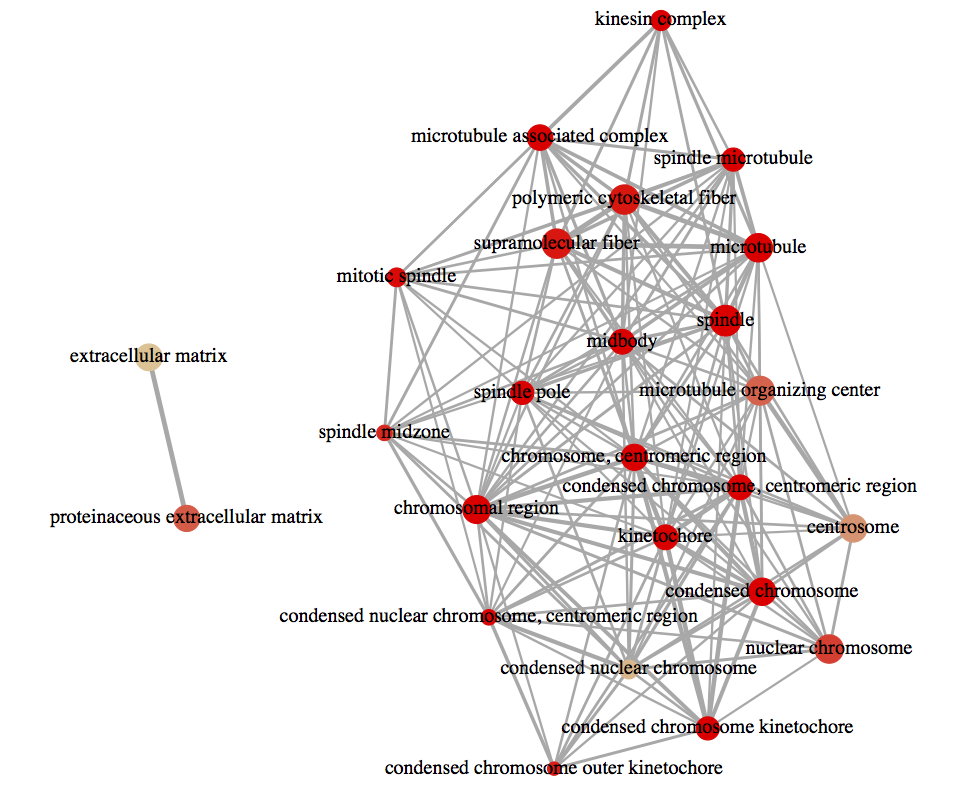 kinesin complex
microtubule associated complex
spindle microtubule
polymeric cytoskeletal fiber
supramolecular fiber
microtubule
mitotic spindle
spindle
midbody
extracellular matrix
spindle pole
microtubule organizing center
spindle midzone
chromosome, centromeric region
condensed chromosome, centromeric region
chromosomal region
proteinaceous extracellular matrix
centrosome
kinetochore
condensed chromosome
condensed nuclear chromosome, centromeric region
nuclear chromosome
condensed nuclear chromosome
condensed chromosome kinetochore
condensed chromosome outer kinetochore